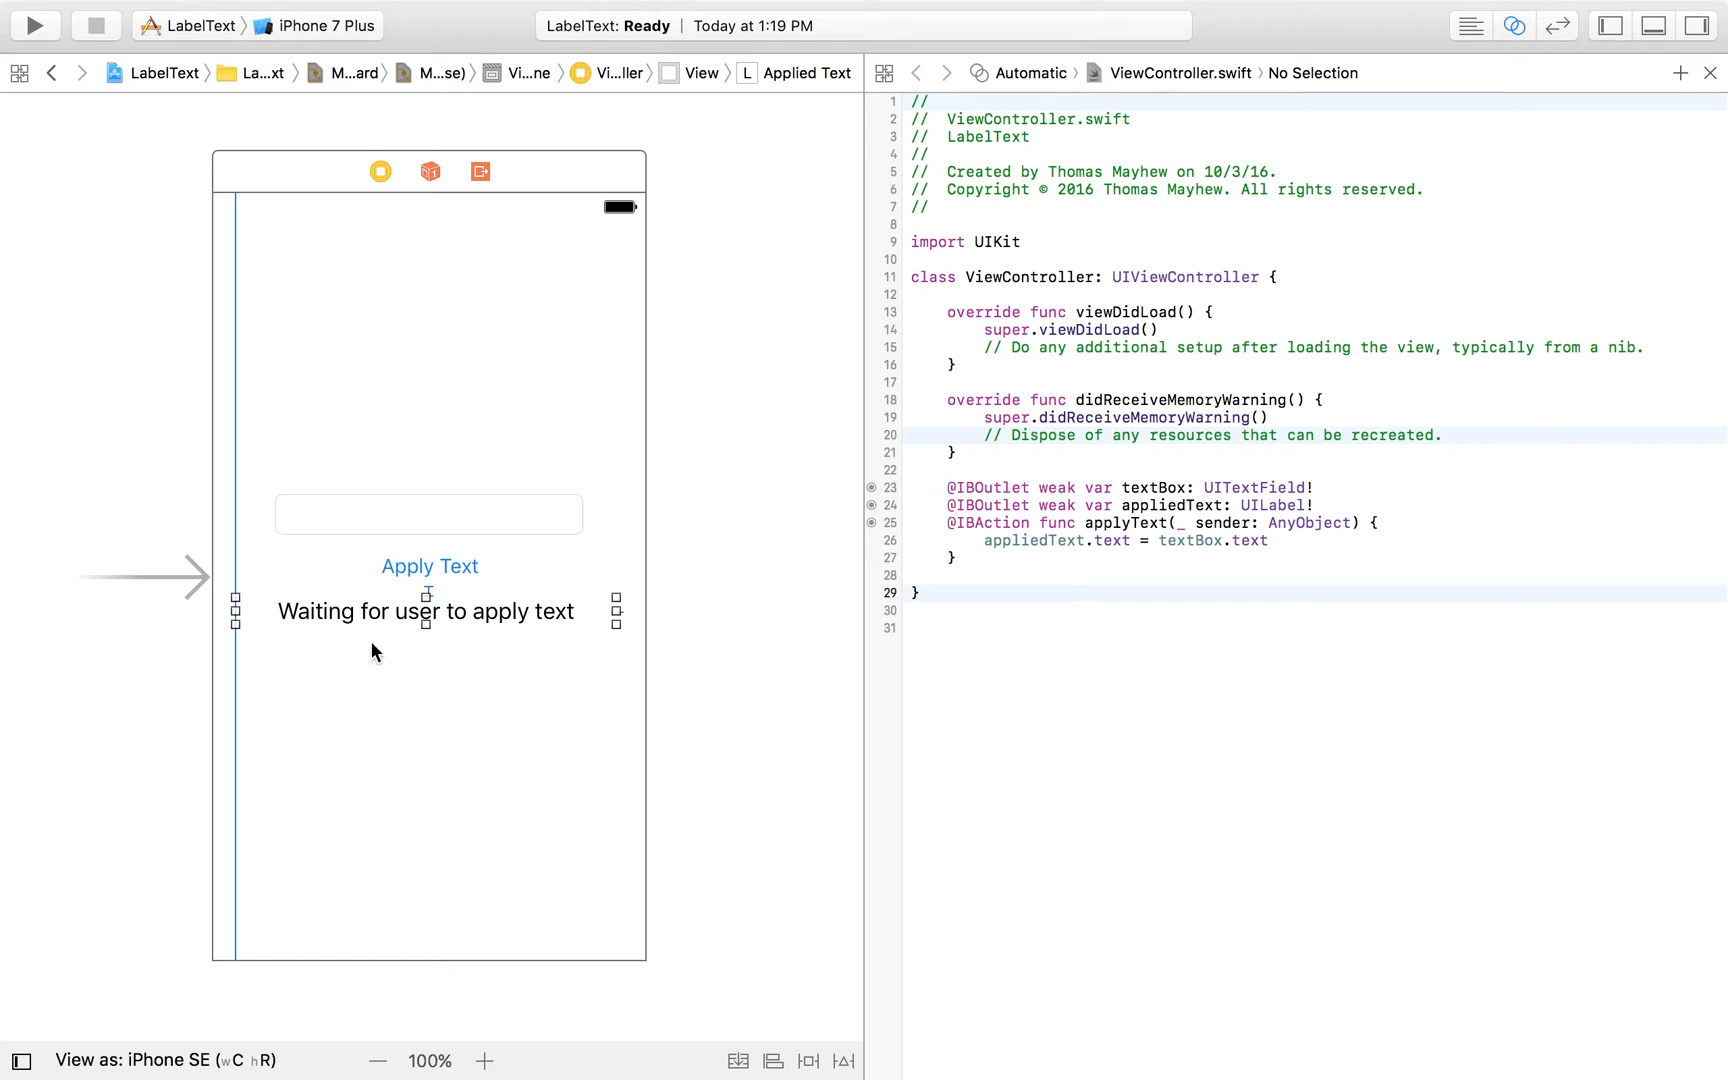 LabelText iPhone 7 Plus LabelText: Ready | Today at 1:19 PM
LabelText La...xt M...ard M...se) Vi...ne Vi...ller View L Applied Text
Automatic ViewController.swift No Selection
Apply Text
Waiting for user to apply text
View as: iPhone SE (wC hR) 100%
1 //
2 // ViewController.swift
3 // LabelText
4 //
5 // Created by Thomas Mayhew on 10/3/16.
6 // Copyright © 2016 Thomas Mayhew. All rights reserved.
7 //
8
9 import UIKit
10
11 class ViewController: UIViewController {
12
13 override func viewDidLoad() {
14 super.viewDidLoad()
15 // Do any additional setup after loading the view, typically from a nib.
16 }
17
18 override func didReceiveMemoryWarning() {
19 super.didReceiveMemoryWarning()
20 // Dispose of any resources that can be recreated.
21 }
22
23 @IBOutlet weak var textBox: UITextField!
24 @IBOutlet weak var appliedText: UILabel!
25 @IBAction func applyText(_ sender: AnyObject) {
26 appliedText.text = textBox.text
27 }
28
29 }
30
31